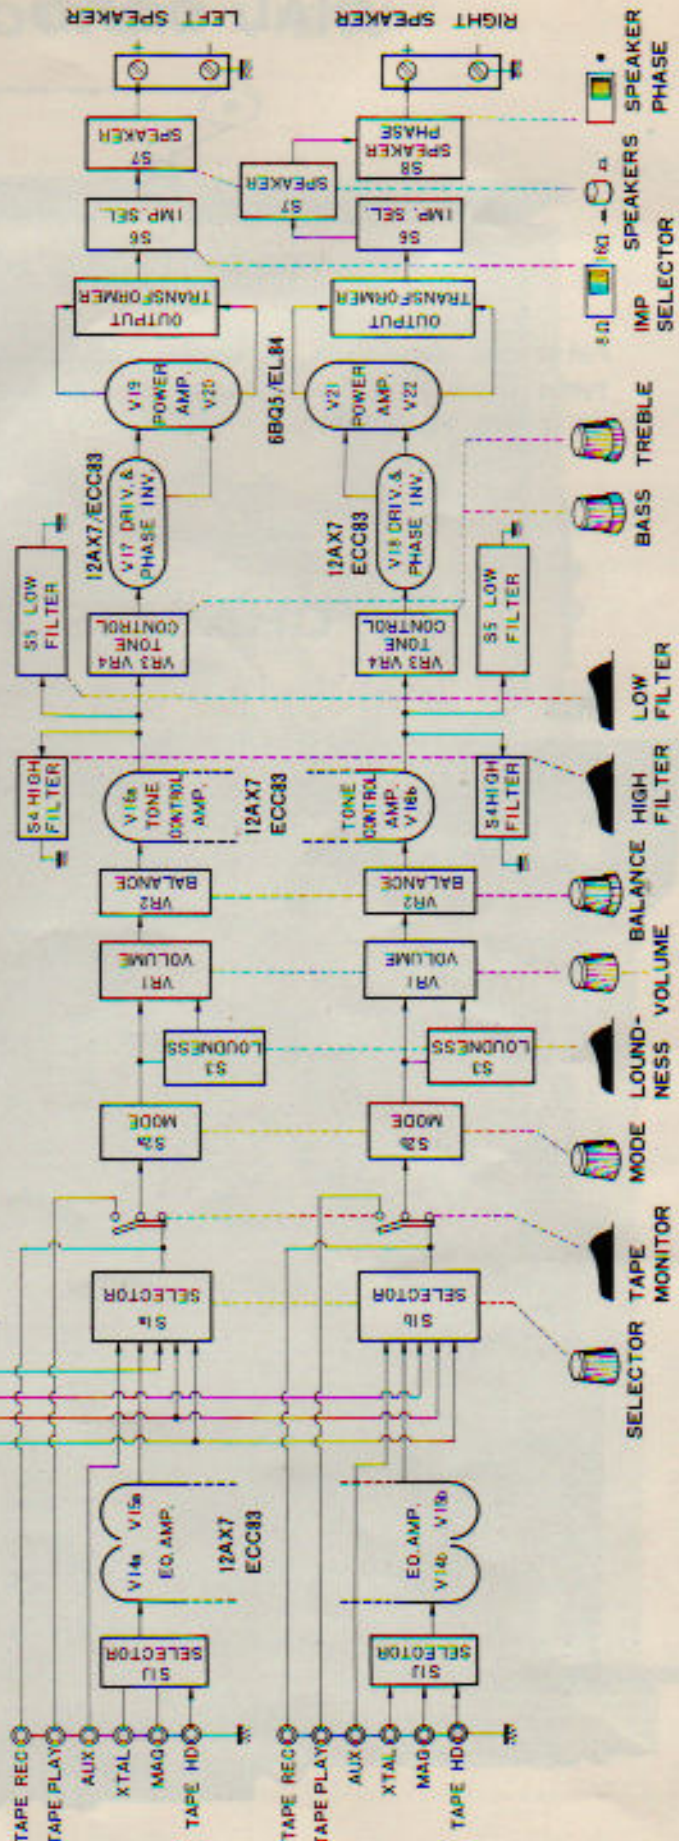 LEFT SPEAKER
RIGHT SPEAKER
+
−
+
−
S7
SPEAKER
S8
SPEAKER
PHASE
S7
SPEAKER
S6
IMP. SEL.
S6
IMP. SEL.
OUTPUT
TRANSFORMER
OUTPUT
TRANSFORMER
V19
POWER
AMP.
V20
6BQ5/EL84
V21
POWER
AMP.
V22
12AX7/ECC83
V17 DRIV. &
PHASE INV.
12AX7
ECC83
V18 DRIV. &
PHASE INV.
S5 LOW
FILTER
S5 LOW
FILTER
VR3 VR4
TONE
CONTROL
VR3 VR4
TONE
CONTROL
S4 HIGH
FILTER
S4 HIGH
FILTER
V16a
TONE
CONTROL
AMP.
12AX7
ECC83
TONE
CONTROL
AMP.
V16b
VR2
BALANCE
VR2
BALANCE
VR1
VOLUME
VR1
VOLUME
S3
LOUDNESS
S3
LOUDNESS
S2a
MODE
S2b
MODE
S1a
SELECTOR
S1b
SELECTOR
V14a V15a
EQ. AMP.
12AX7
ECC83
EQ. AMP.
V14b V15b
S1J
SELECTOR
S1J
SELECTOR
TAPE REC
TAPE PLAY
AUX
XTAL
MAG
TAPE HD
TAPE REC
TAPE PLAY
AUX
XTAL
MAG
TAPE HD
SELECTOR
TAPE
MONITOR
MODE
LOUND-
NESS
VOLUME
BALANCE
HIGH
FILTER
LOW
FILTER
BASS
TREBLE
8Ω
16Ω
IMP
SELECTOR
SPEAKERS
SPEAKER
PHASE